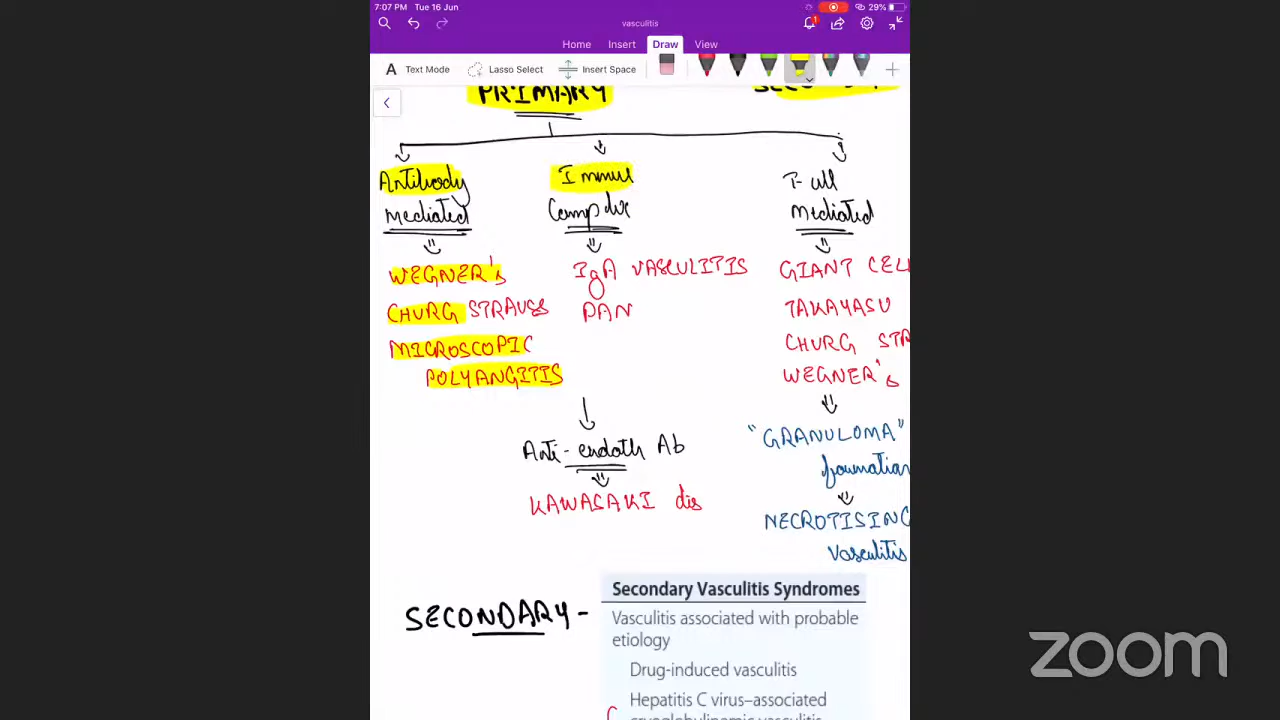 7:07 PM Tue 16 Jun
29%
vasculitis
Home Insert Draw View
A Text Mode Lasso Select Insert Space
PRIMARY
Antibody
Mediated
WEGNER's
CHURG STRAUSS
MICROSCOPIC
POLYANGITIS
Immune
Complex
IgA VASCULITIS
PAN
Anti-endoth Ab
KAWASAKI dis
T-cell
Mediated
GIANT CEL
TAKAYASU
CHURG STR
WEGNER's
"GRANULOMA"
formation
NECROTISING
vasculitis
SECONDARY -
Secondary Vasculitis Syndromes
Vasculitis associated with probable
etiology
Drug-induced vasculitis
Hepatitis C virus–associated
cryoglobulinemic vasculitis
zoom